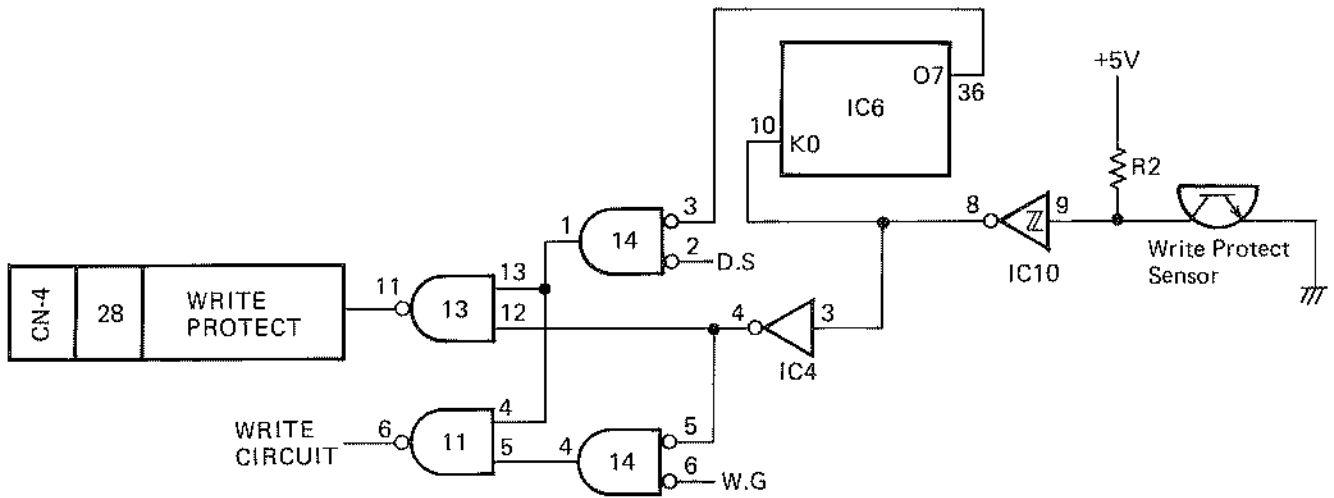 O7
36
IC6
10
K0
+5V
R2
3
1
14
2
D.S
8
9
IC10
Write Protect
Sensor
CN-4
28
WRITE
PROTECT
11
13
13
12
4
3
IC4
WRITE
CIRCUIT
6
11
4
5
4
14
5
6
W.G